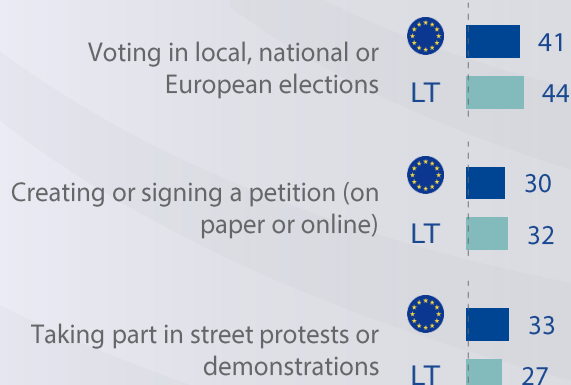 Voting in local, national or
European elections
41
LT 44
Creating or signing a petition (on
paper or online)
30
LT 32
Taking part in street protests or
demonstrations
33
LT 27